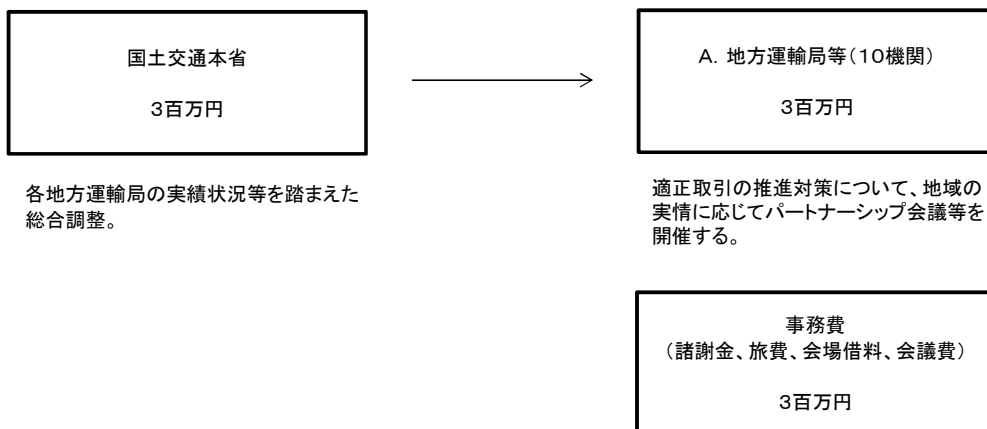 国土交通本省
3百万円
各地方運輸局の実績状況等を踏まえた
総合調整。
A．地方運輸局等（10機関）
3百万円
適正取引の推進対策について、地域の
実情に応じてパートナーシップ会議等を
開催する。
事務費
（諸謝金、旅費、会場借料、会議費）
3百万円